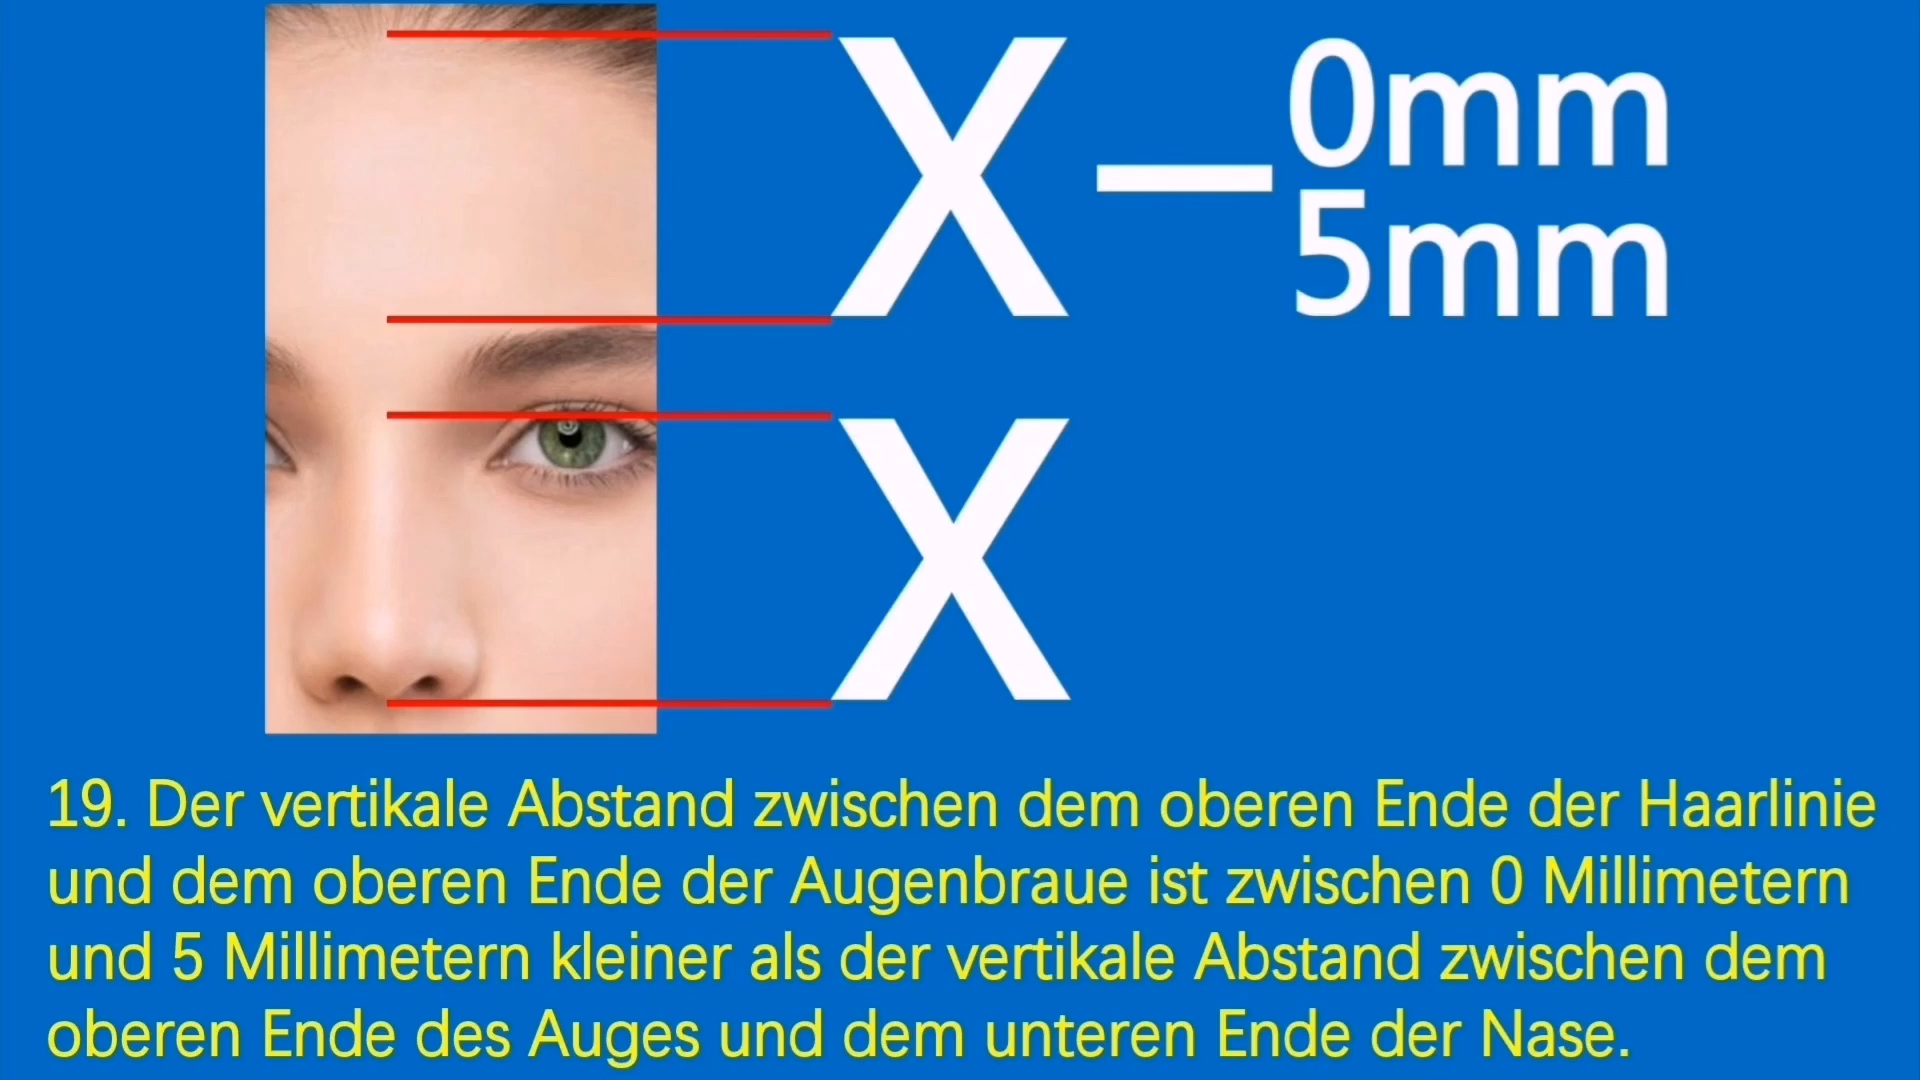 X – 0mm
5mm
X
19. Der vertikale Abstand zwischen dem oberen Ende der Haarlinie
und dem oberen Ende der Augenbraue ist zwischen 0 Millimetern
und 5 Millimetern kleiner als der vertikale Abstand zwischen dem
oberen Ende des Auges und dem unteren Ende der Nase.